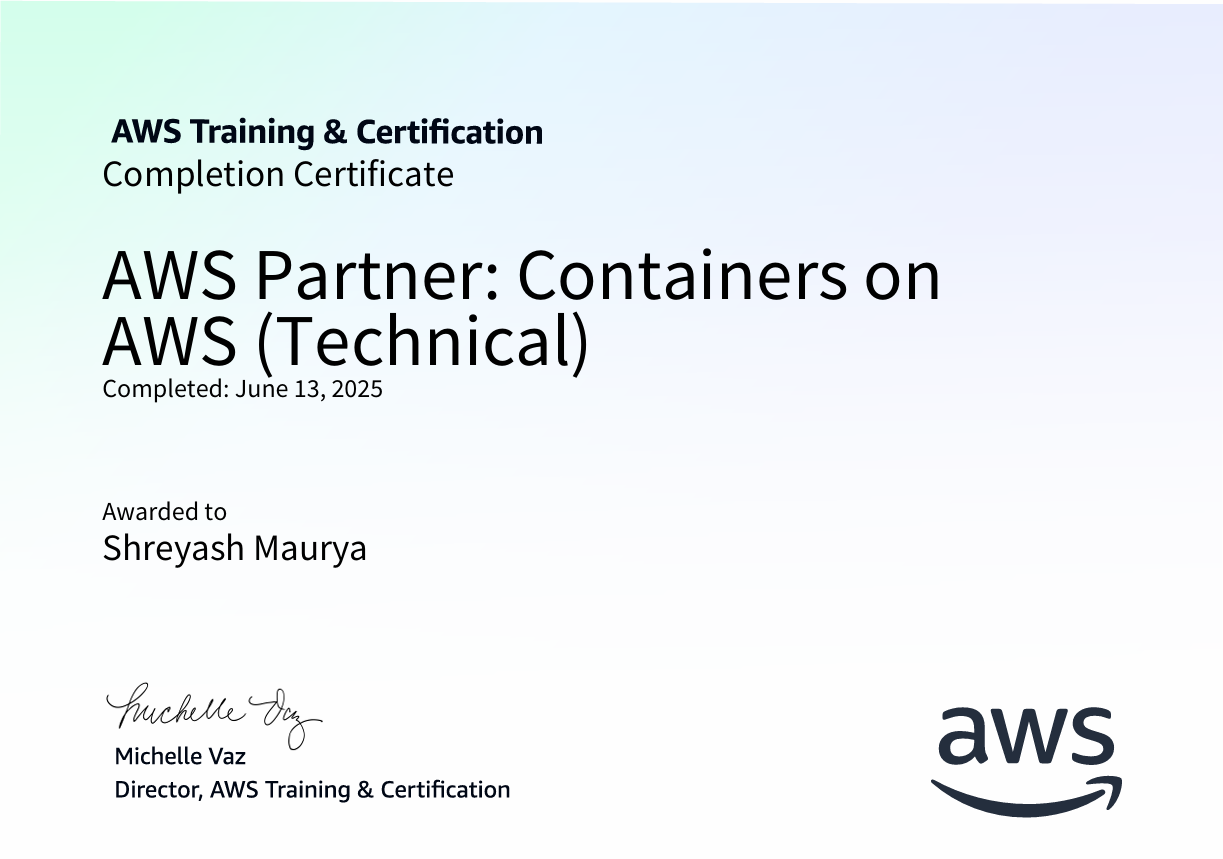 AWS Training & Certification
Completion Certificate
AWS Partner: Containers on
AWS (Technical)
Completed: June 13, 2025
Awarded to
Shreyash Maurya
Michelle Vaz
Michelle Vaz
Director, AWS Training & Certification
aws